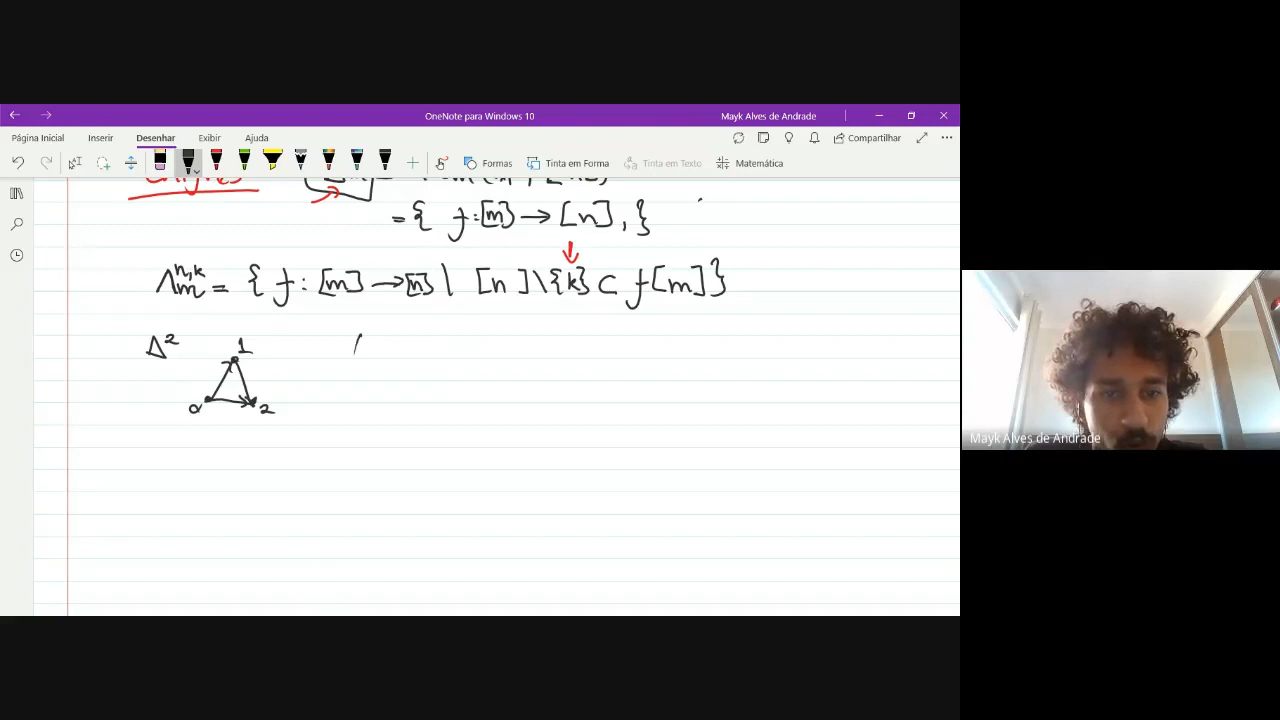 OneNote para Windows 10
Mayk Alves de Andrade
Página Inicial Inserir Desenhar Exibir Ajuda
Compartilhar
Formas Tinta em Forma Tinta em Texto Matemática
= { f : [m] → [n] , }
Λ_m^{n,k} = { f : [m] → [n] \ [n] \ {k} ⊂ f[m] }
Δ²
1
0
2
Mayk Alves de Andrade